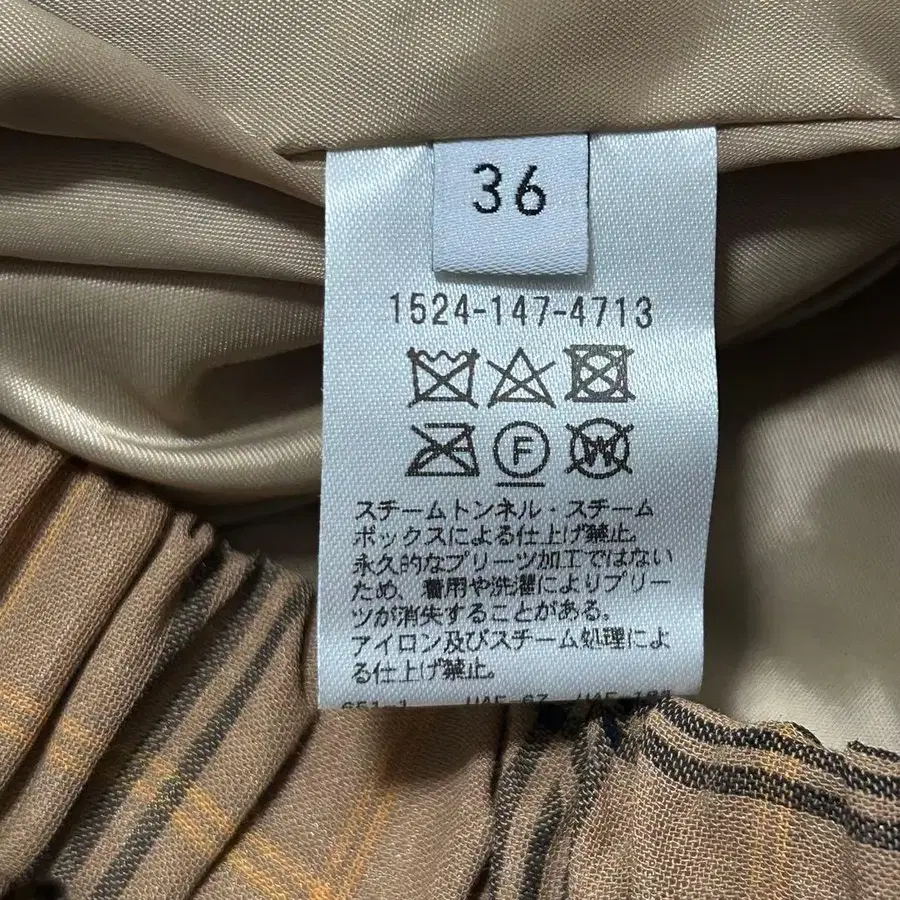 36
1524-147-4713
F
W
スチームトンネル・スチーム
ボックスによる仕上げ禁止。
永久的なプリーツ加工ではない
ため、着用や洗濯によりプリー
ツが消失することがある。
アイロン及びスチーム処理によ
る仕上げ禁止。